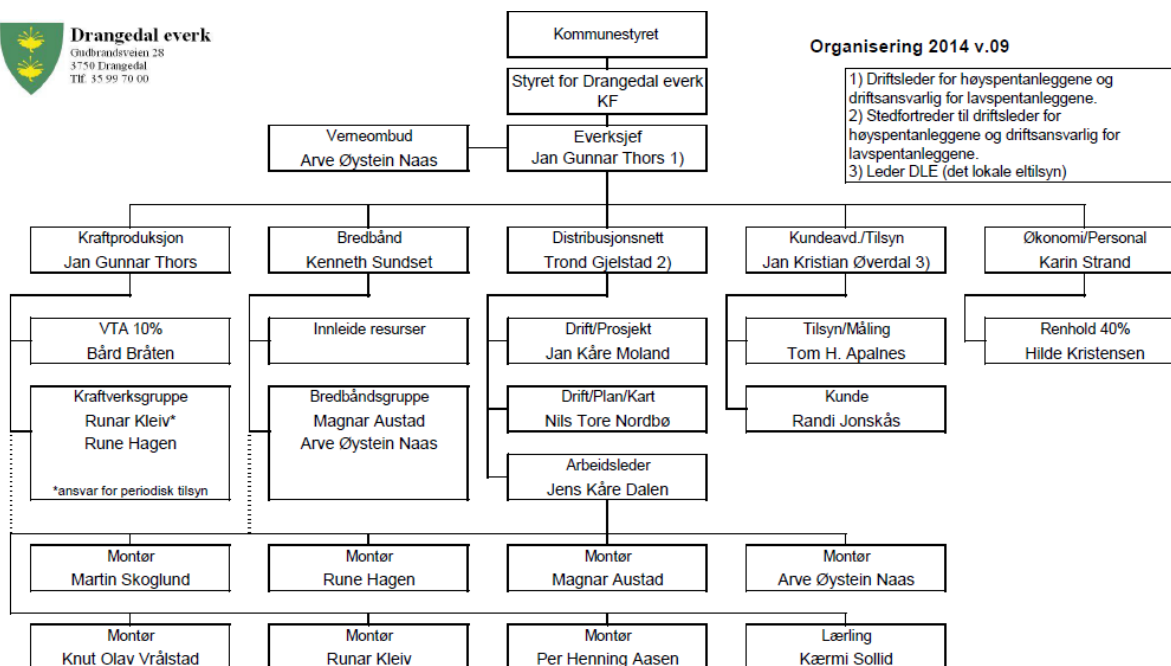 Drangedal everk
Gudbrandsveien 28
3750 Drangedal
Tlf. 35 99 70 00
Kommunestyret
Organisering 2014 v.09
Styret for Drangedal everk
KF
1) Driftsleder for høyspentanleggene og
driftsansvarlig for lavspentanleggene.
2) Stedfortreder til driftsleder for
høyspentanleggene og driftsansvarlig for
lavspentanleggene.
3) Leder DLE (det lokale eltilsyn)
Verneombud
Arve Øystein Naas
Everksjef
Jan Gunnar Thors 1)
Kraftproduksjon
Jan Gunnar Thors
Bredbånd
Kenneth Sundset
Distribusjonsnett
Trond Gjelstad 2)
Kundeavd./Tilsyn
Jan Kristian Øverdal 3)
Økonomi/Personal
Karin Strand
VTA 10%
Bård Bråten
Innleide resurser
Drift/Prosjekt
Jan Kåre Moland
Tilsyn/Måling
Tom H. Apalnes
Renhold 40%
Hilde Kristensen
Kraftverksgruppe
Runar Kleiv*
Rune Hagen
*ansvar for periodisk tilsyn
Bredbåndsgruppe
Magnar Austad
Arve Øystein Naas
Drift/Plan/Kart
Nils Tore Nordbø
Kunde
Randi Jonskås
Arbeidsleder
Jens Kåre Dalen
Montør
Martin Skoglund
Montør
Rune Hagen
Montør
Magnar Austad
Montør
Arve Øystein Naas
Montør
Knut Olav Vrålstad
Montør
Runar Kleiv
Montør
Per Henning Aasen
Lærling
Kærmi Sollid